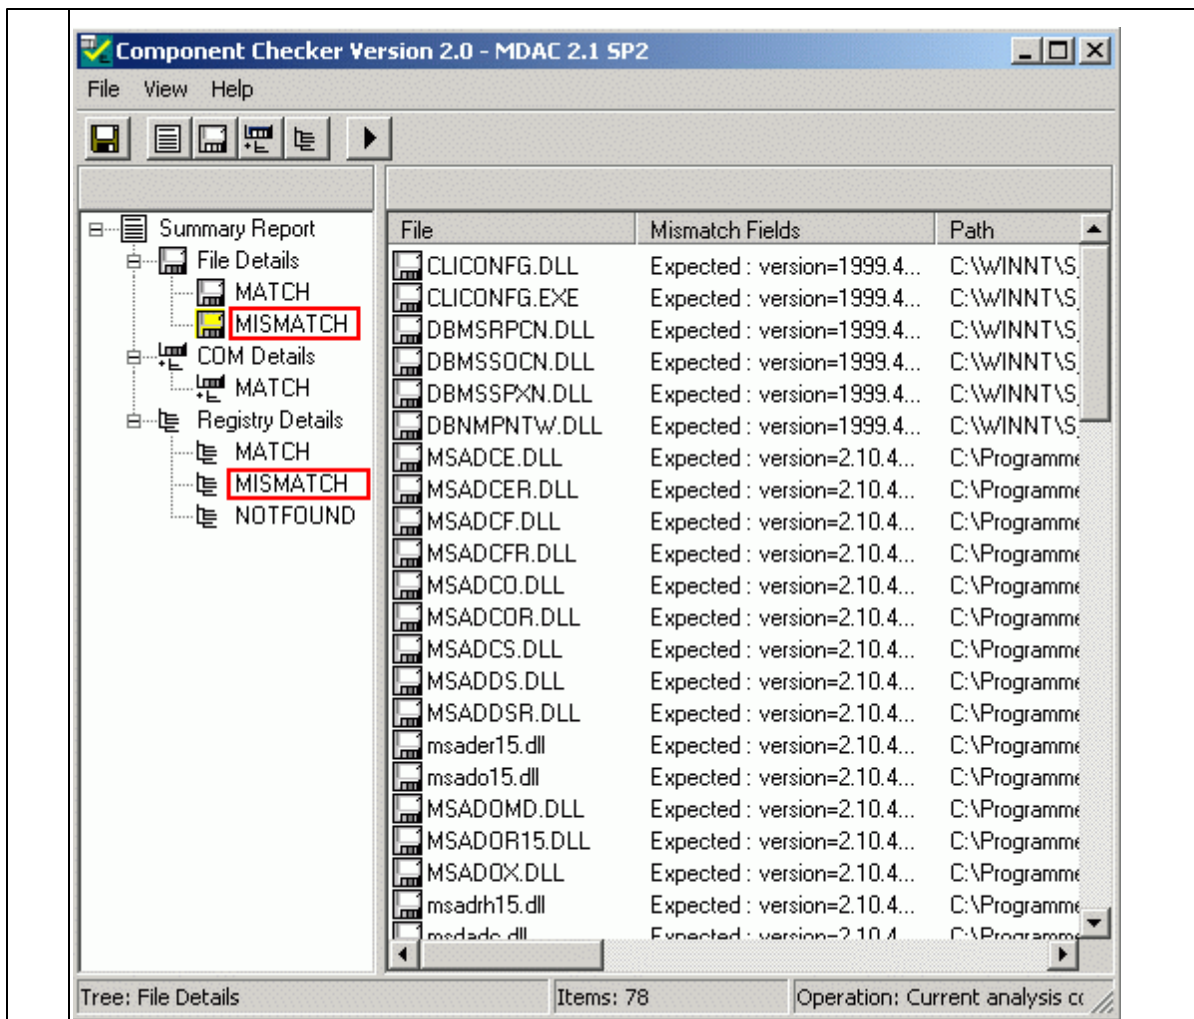 Component Checker Version 2.0 - MDAC 2.1 SP2
File View Help
Summary Report
File Details
MATCH
MISMATCH
COM Details
MATCH
Registry Details
MATCH
MISMATCH
NOTFOUND
File Mismatch Fields Path
CLICONFG.DLL Expected : version=1999.4... C:\WINNT\S
CLICONFG.EXE Expected : version=1999.4... C:\WINNT\S
DBMSRPCN.DLL Expected : version=1999.4... C:\WINNT\S
DBMSSOCN.DLL Expected : version=1999.4... C:\WINNT\S
DBMSSPXN.DLL Expected : version=1999.4... C:\WINNT\S
DBNMPNTW.DLL Expected : version=1999.4... C:\WINNT\S
MSADCE.DLL Expected : version=2.10.4... C:\Programme
MSADCER.DLL Expected : version=2.10.4... C:\Programme
MSADCF.DLL Expected : version=2.10.4... C:\Programme
MSADCFR.DLL Expected : version=2.10.4... C:\Programme
MSADCO.DLL Expected : version=2.10.4... C:\Programme
MSADCOR.DLL Expected : version=2.10.4... C:\Programme
MSADCS.DLL Expected : version=2.10.4... C:\Programme
MSADDS.DLL Expected : version=2.10.4... C:\Programme
MSADDSR.DLL Expected : version=2.10.4... C:\Programme
msader15.dll Expected : version=2.10.4... C:\Programme
msado15.dll Expected : version=2.10.4... C:\Programme
MSADOMD.DLL Expected : version=2.10.4... C:\Programme
MSADOR15.DLL Expected : version=2.10.4... C:\Programme
MSADOX.DLL Expected : version=2.10.4... C:\Programme
msadrh15.dll Expected : version=2.10.4... C:\Programme
msdadc.dll Expected : version=2.10.4 C:\Programme
Tree: File Details Items: 78 Operation: Current analysis